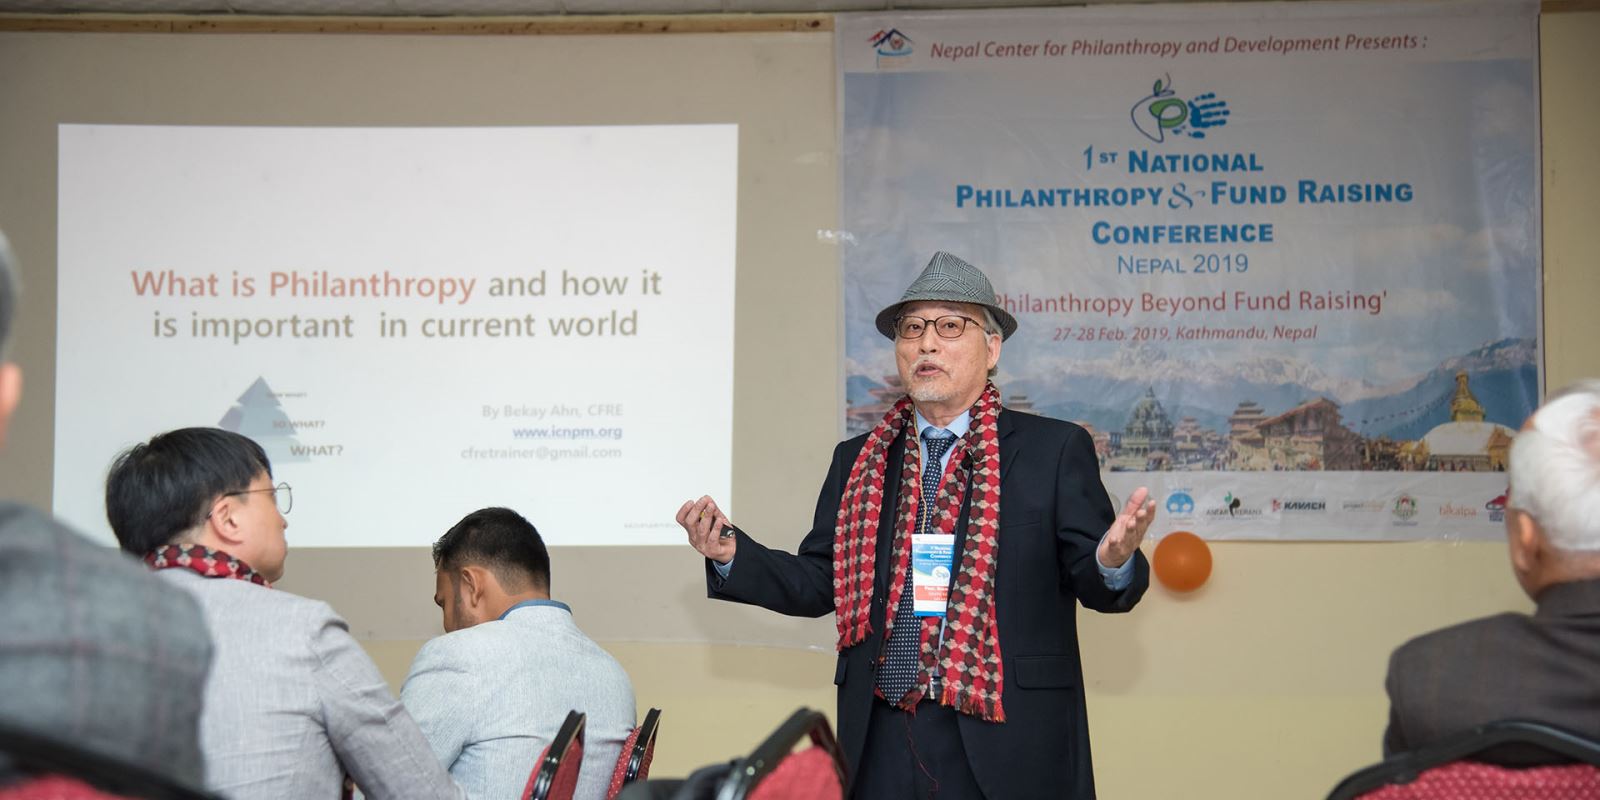 What is Philanthropy and how it
is important in current world
SO WHAT?
WHAT?
By Bekay Ahn, CFRE
www.icnpm.org
cfretrainer@gmail.com
Nepal Center for Philanthropy and Development Presents :
1ST NATIONAL
PHILANTHROPY & FUND RAISING
CONFERENCE
NEPAL 2019
Philanthropy Beyond Fund Raising'
27-28 Feb. 2019, Kathmandu, Nepal
KAVACH
bikalpa